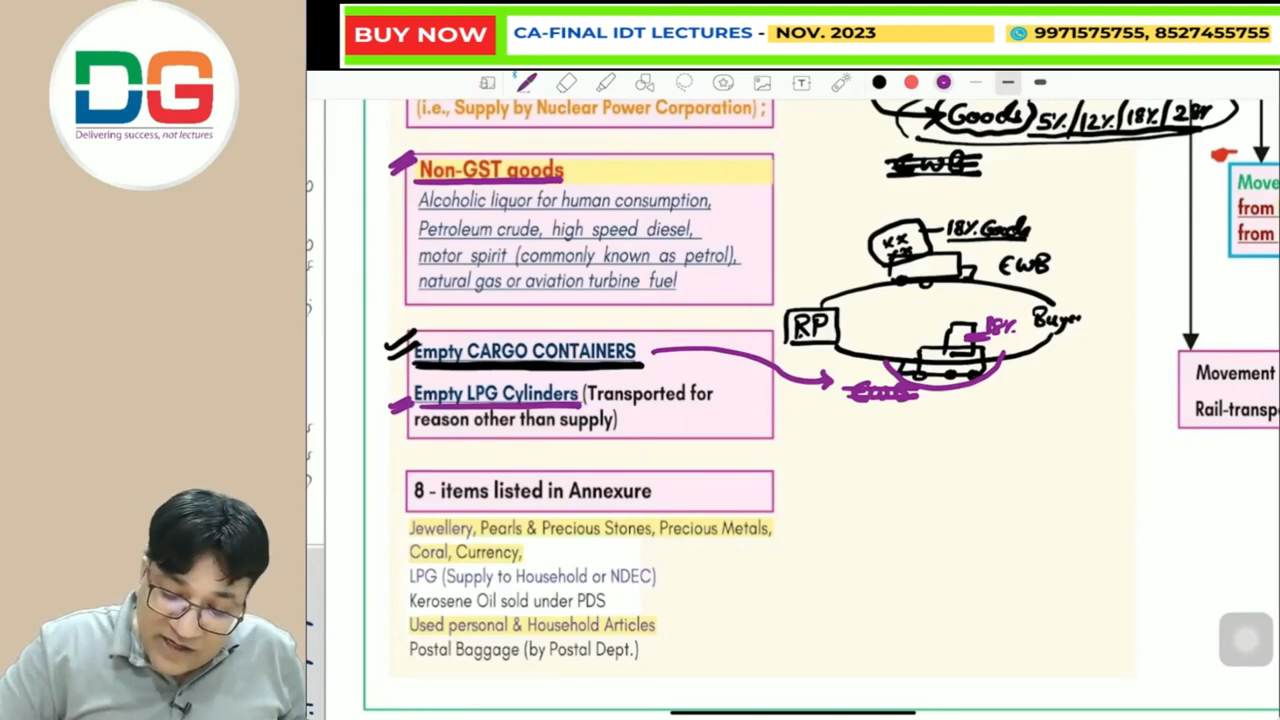 DG
Delivering success, not lectures
BUY NOW
CA-FINAL IDT LECTURES - NOV. 2023
9971575755, 8527455755
(i.e., Supply by Nuclear Power Corporation) ;
Goods 5%/12%/18%/28%
Non-GST goods
EWB
Alcoholic liquor for human consumption,
Petroleum crude, high speed diesel,
motor spirit (commonly known as petrol),
natural gas or aviation turbine fuel
18% Goods
xx
xx
EWB
RP
18%
Buyer
Move
from
from
Empty CARGO CONTAINERS
Empty LPG Cylinders (Transported for
reason other than supply)
Movement
Rail-transp
8 - items listed in Annexure
Jewellery, Pearls & Precious Stones, Precious Metals,
Coral, Currency,
LPG (Supply to Household or NDEC)
Kerosene Oil sold under PDS
Used personal & Household Articles
Postal Baggage (by Postal Dept.)